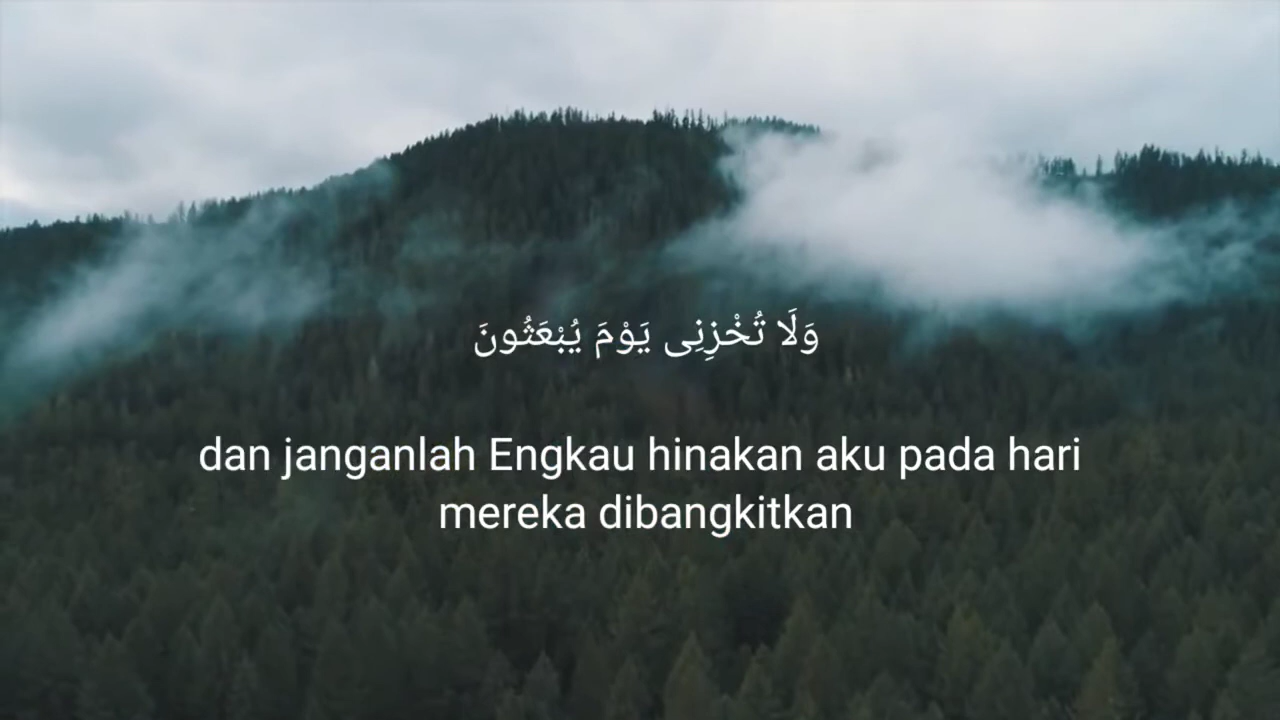 وَلَا تُخْزِنِى يَوْمَ يُبْعَثُونَ
dan janganlah Engkau hinakan aku pada hari
mereka dibangkitkan